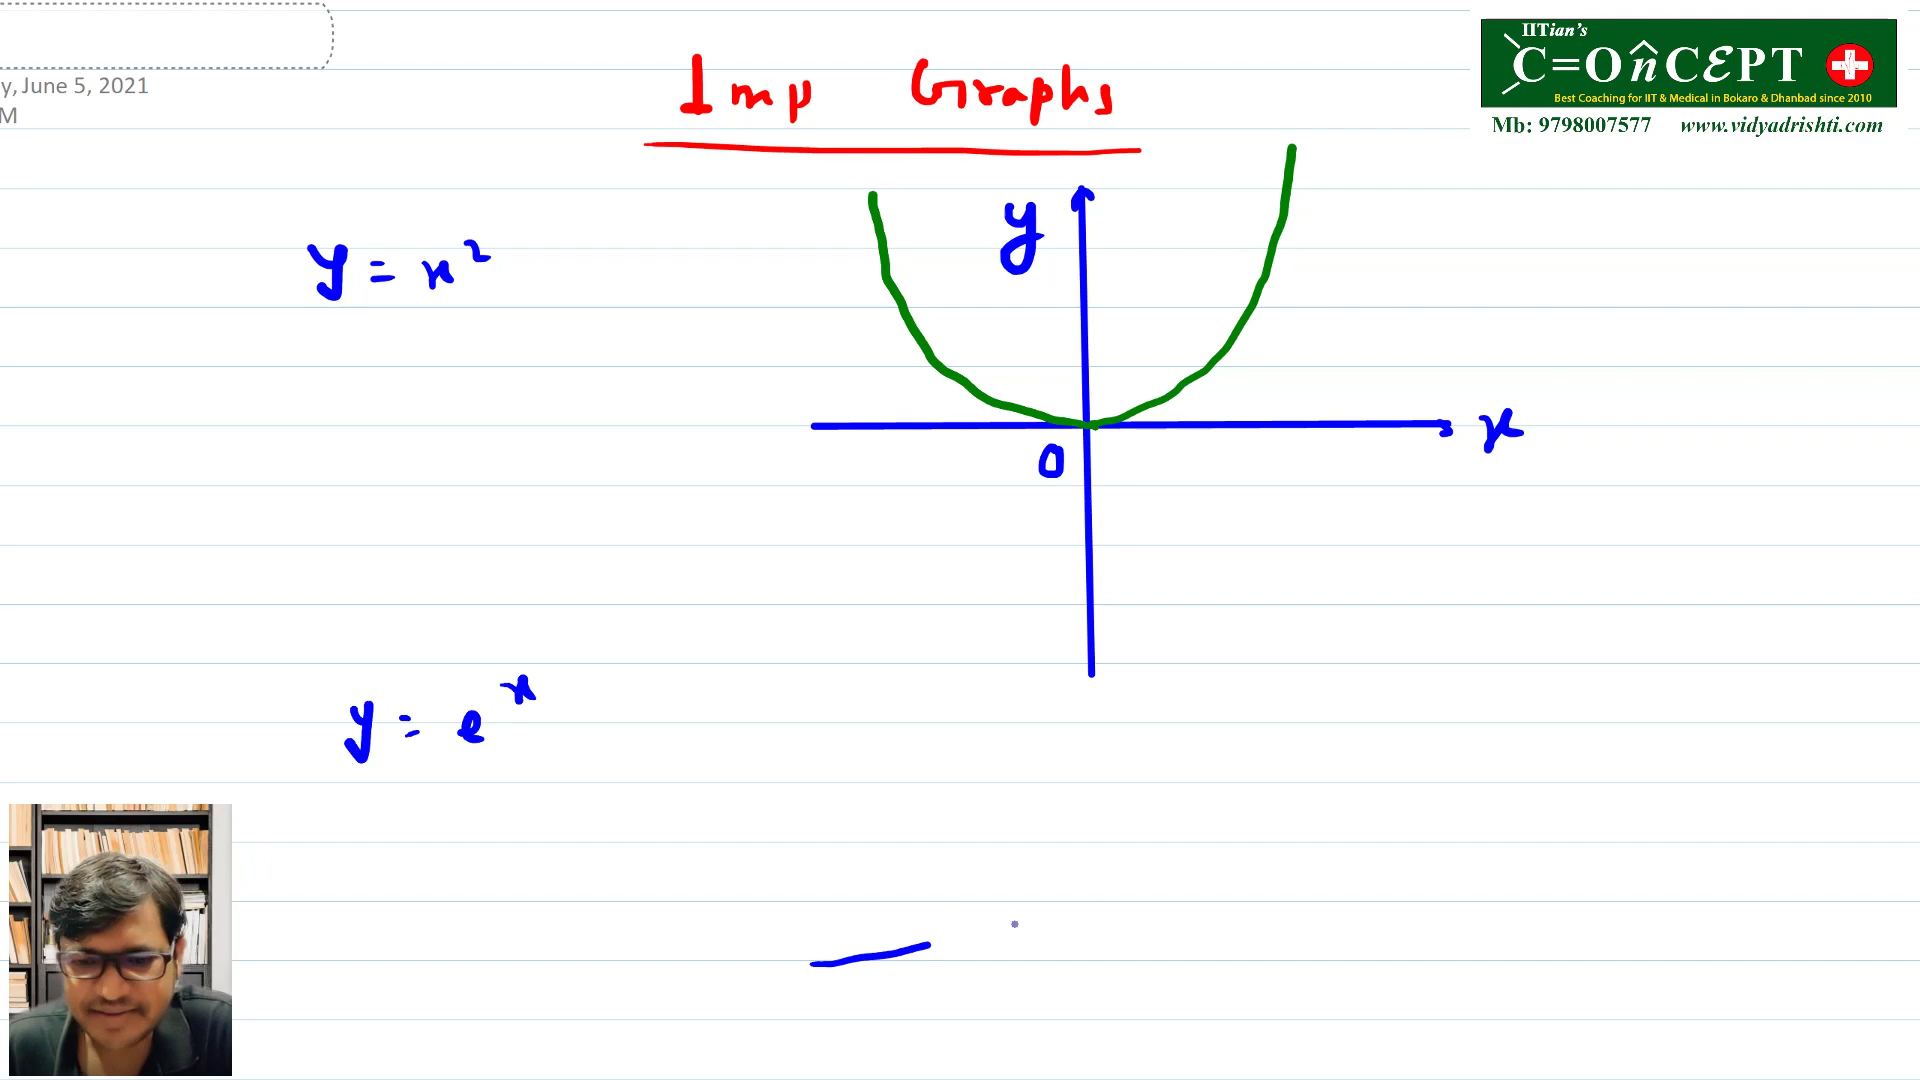 y, June 5, 2021
M
Imp Graphs
IITian's
C=OnCEPT
Best Coaching for IIT & Medical in Bokaro & Dhanbad since 2010
Mb: 9798007577 www.vidyadrishti.com
y = x²
y
x
0
y = eˣ